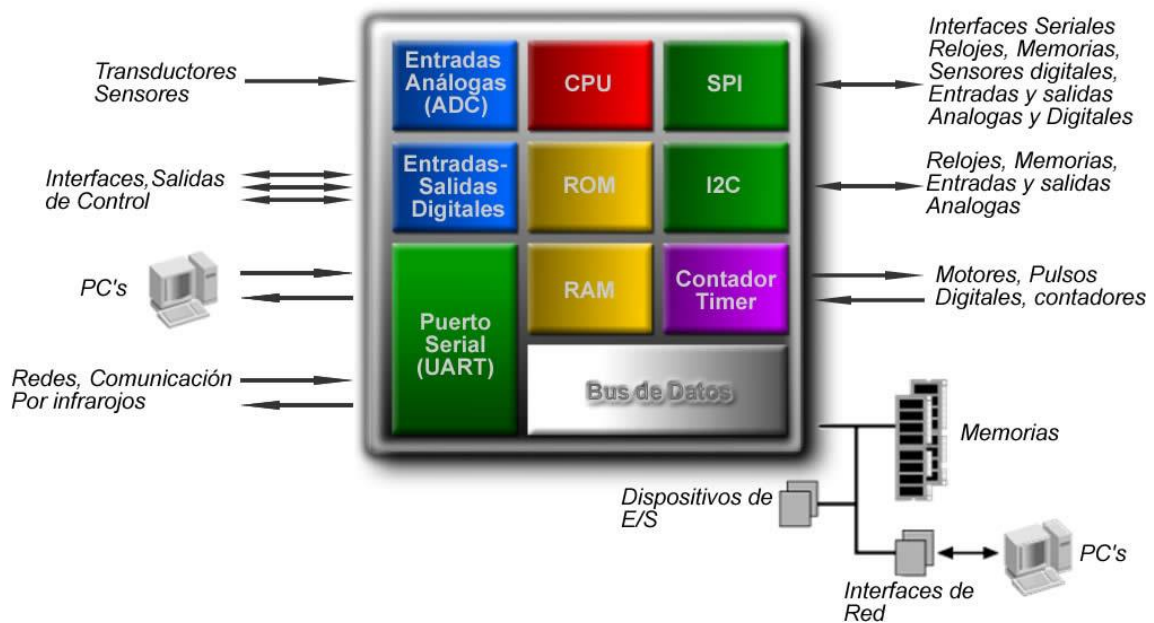 Transductores
Sensores
Interfaces,Salidas
de Control
PC's
Redes, Comunicación
Por infrarojos
Entradas
Análogas
(ADC)
CPU
SPI
Entradas-
Salidas
Digitales
ROM
I2C
Puerto
Serial
(UART)
RAM
Contador
Timer
Bus de Datos
Interfaces Seriales
Relojes, Memorias,
Sensores digitales,
Entradas y salidas
Analogas y Digitales
Relojes, Memorias,
Entradas y salidas
Analogas
Motores, Pulsos
Digitales, contadores
Memorias
Dispositivos de
E/S
PC's
Interfaces de
Red